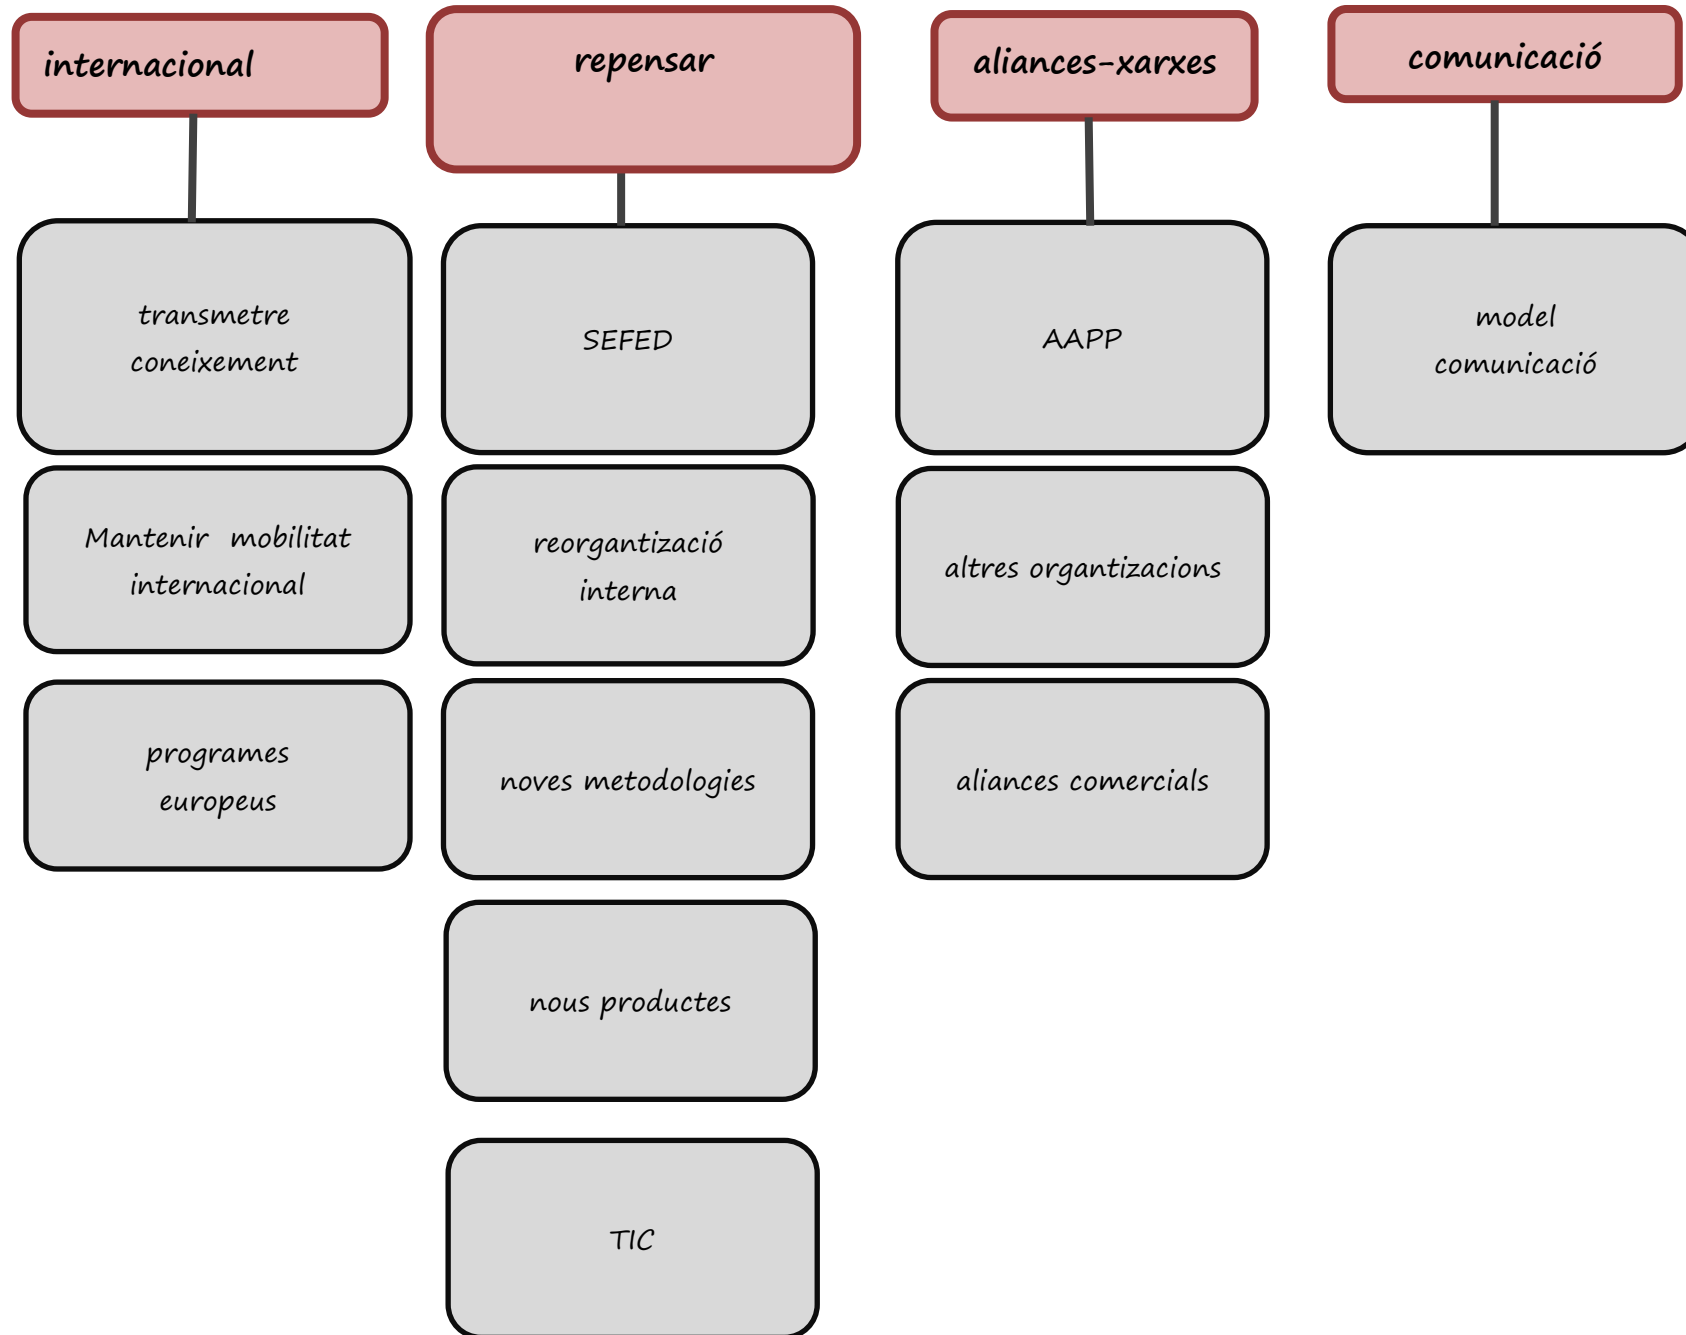 internacional
transmetre
coneixement
Mantenir mobilitat
internacional
programes
europeus
repensar
SEFED
reorgantizació
interna
noves metodologies
nous productes
TIC
aliances-xarxes
AAPP
altres organtizacions
aliances comercials
comunicació
model
comunicació